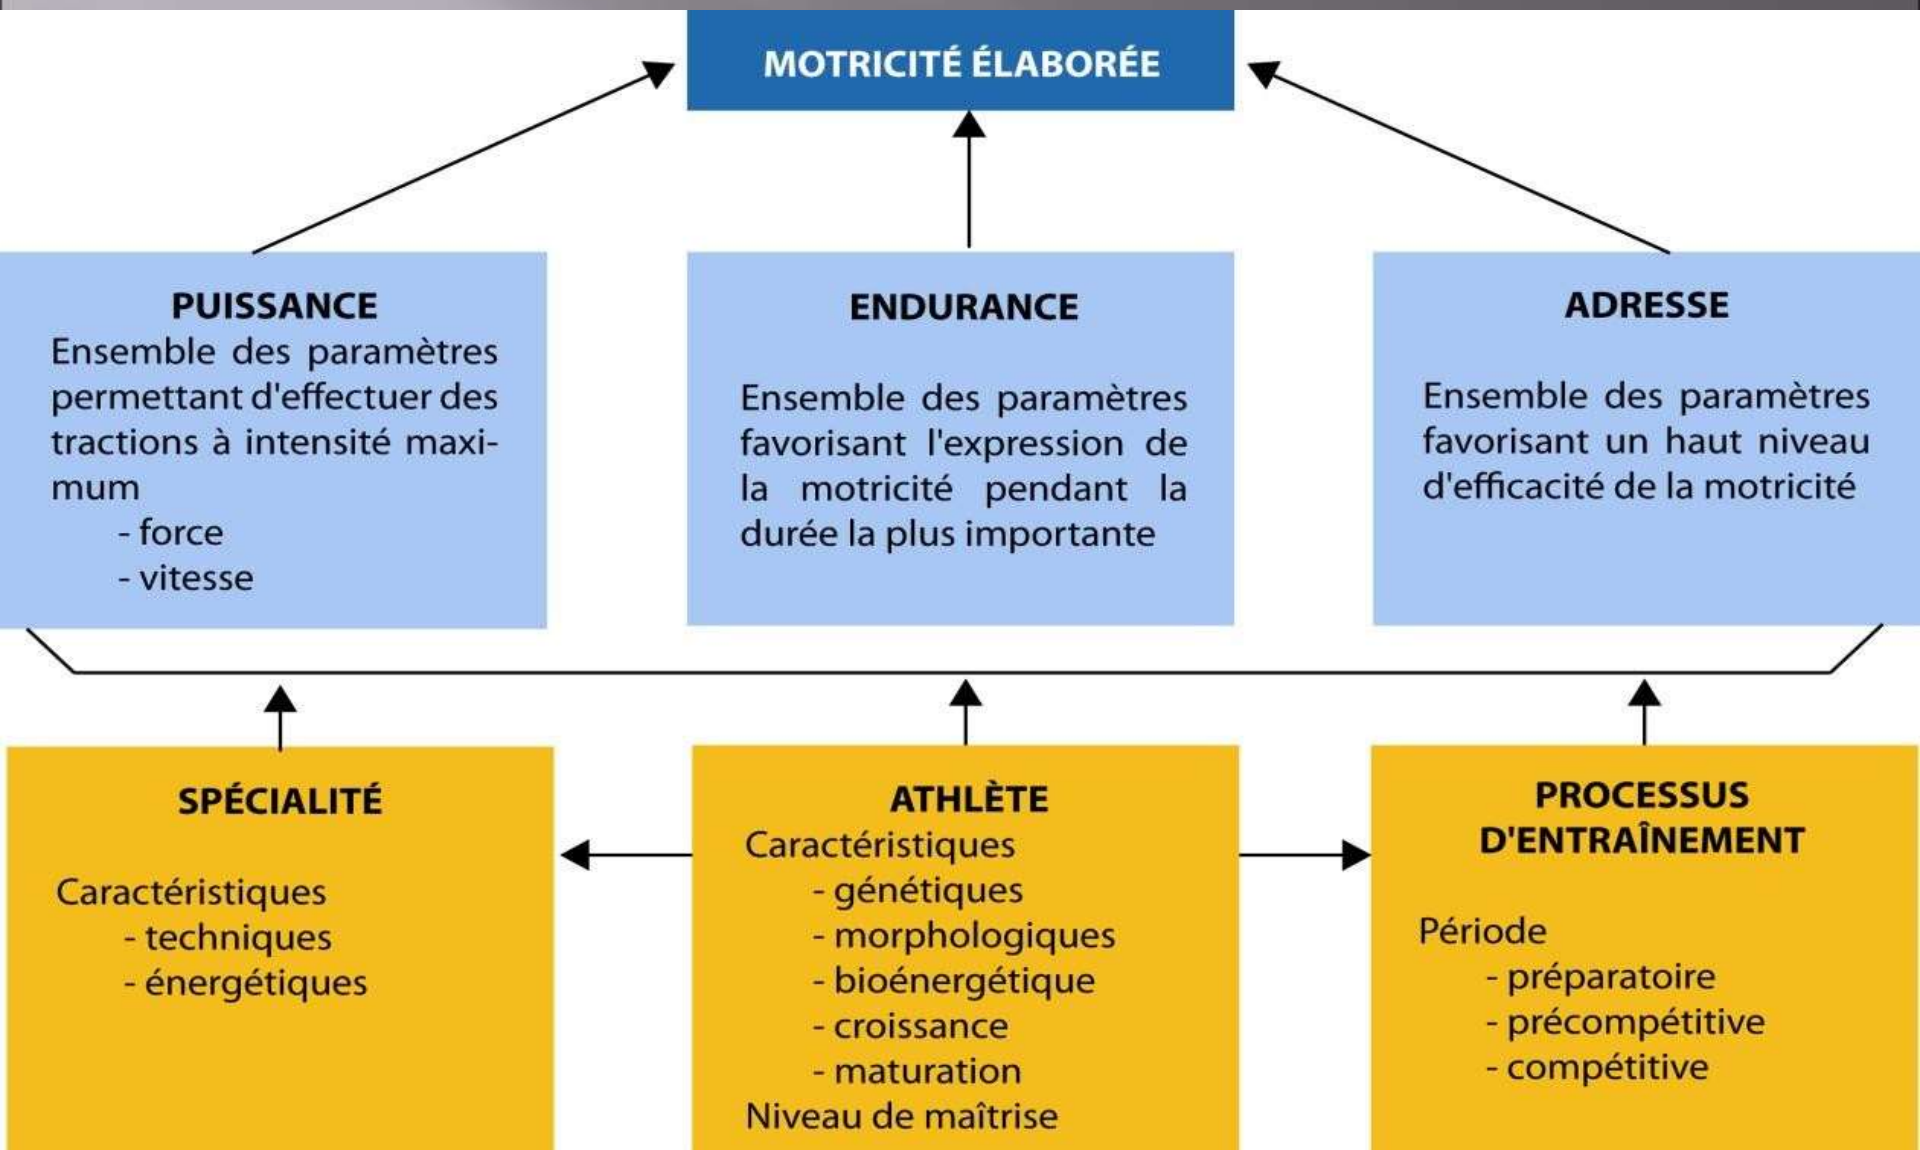 MOTRICITÉ ÉLABORÉE
PUISSANCE
Ensemble des paramètres
permettant d'effectuer des
tractions à intensité maxi-
mum
- force
- vitesse
ENDURANCE
Ensemble des paramètres
favorisant l'expression de
la motricité pendant la
durée la plus importante
ADRESSE
Ensemble des paramètres
favorisant un haut niveau
d'efficacité de la motricité
SPÉCIALITÉ
Caractéristiques
- techniques
- énergétiques
ATHLÈTE
Caractéristiques
- génétiques
- morphologiques
- bioénergétique
- croissance
- maturation
Niveau de maîtrise
PROCESSUS
D'ENTRAÎNEMENT
Période
- préparatoire
- précompétitive
- compétitive